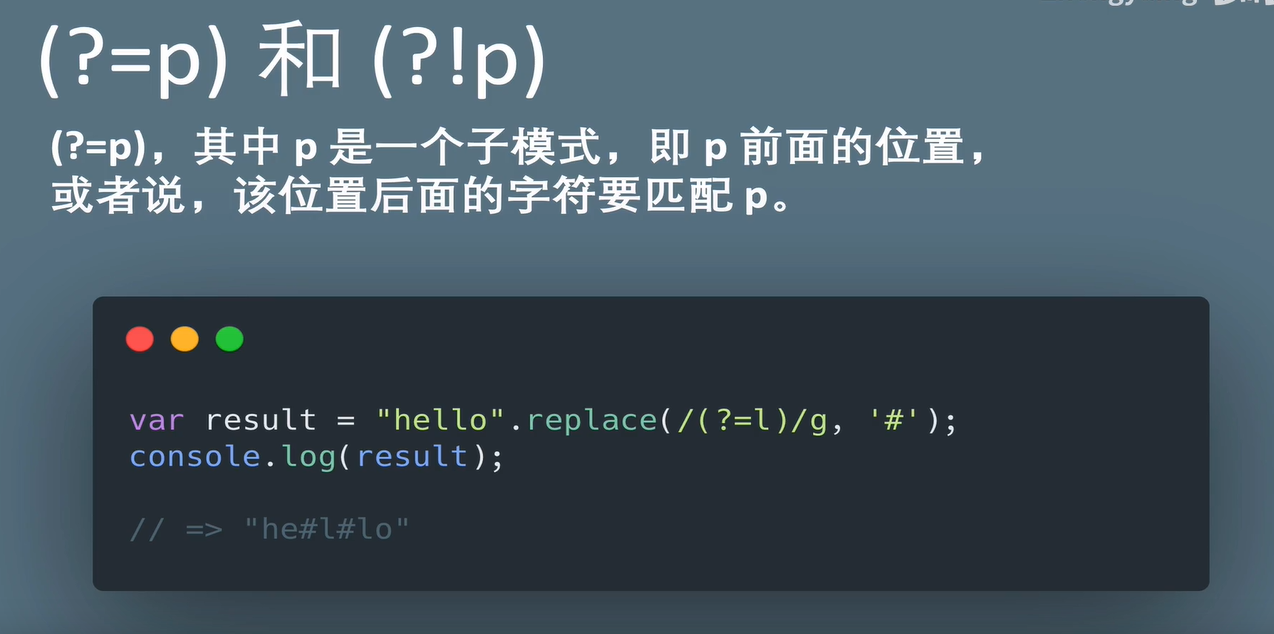 (?=p) 和 (?!p)
(?=p)，其中 p 是一个子模式，即 p 前面的位置，
或者说，该位置后面的字符要匹配 p。
var result = "hello".replace(/(?=l)/g, '#');
console.log(result);
// => "he#l#lo"